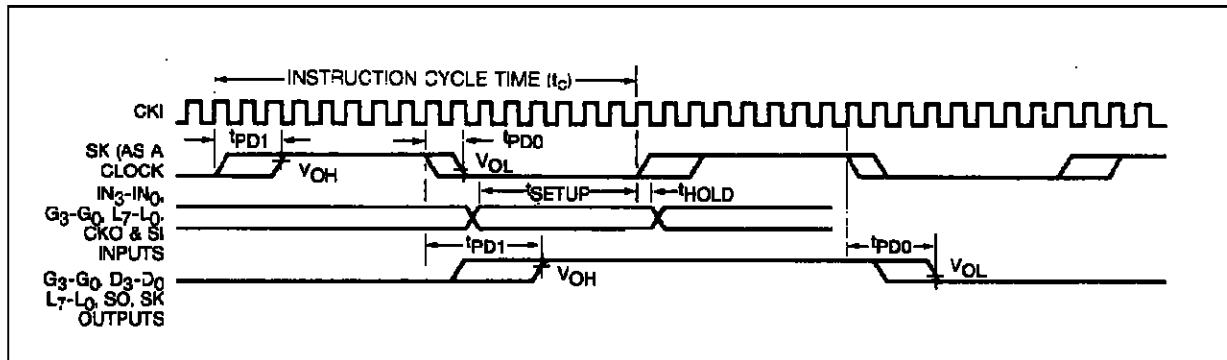 INSTRUCTION CYCLE TIME (tC)
CKI
tPD1
tPD0
SK (AS A
CLOCK
VOH
VOL
IN3-IN0,
tSETUP
tHOLD
G3-G0, L7-L0,
CKO & SI
INPUTS
tPD1
tPD0
VOH
VOL
G3-G0, D3-D0
L7-L0, SO, SK
OUTPUTS